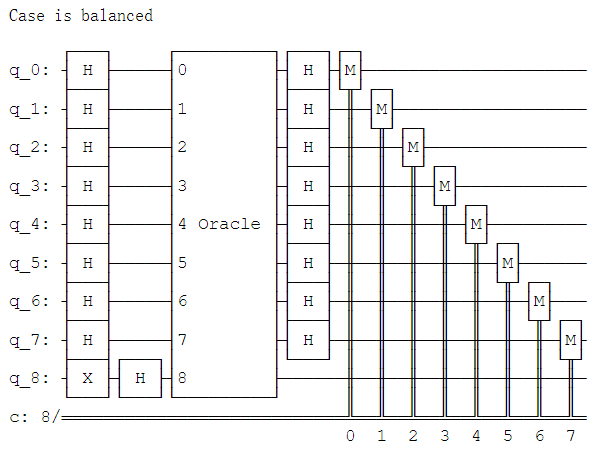 Case is balanced
q_0: H 0 H M
q_1: H 1 H M
q_2: H 2 H M
q_3: H 3 H M
q_4: H 4 Oracle H M
q_5: H 5 H M
q_6: H 6 H M
q_7: H 7 H M
q_8: X H 8
c: 8/
0 1 2 3 4 5 6 7